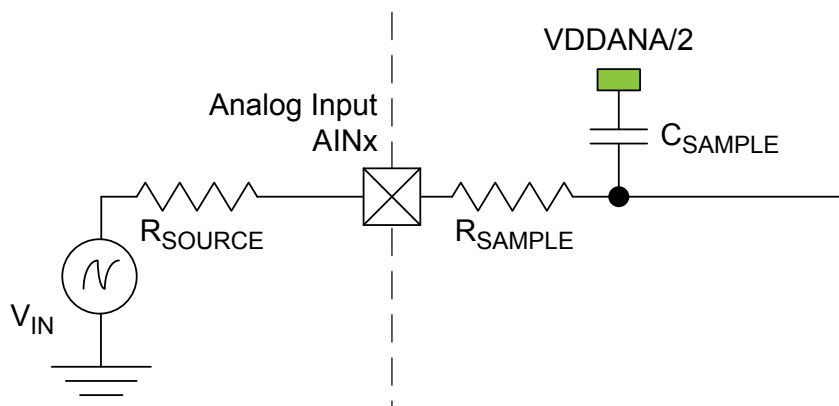 VDDANA/2
Analog Input
AINx
CSAMPLE
RSOURCE
RSAMPLE
VIN